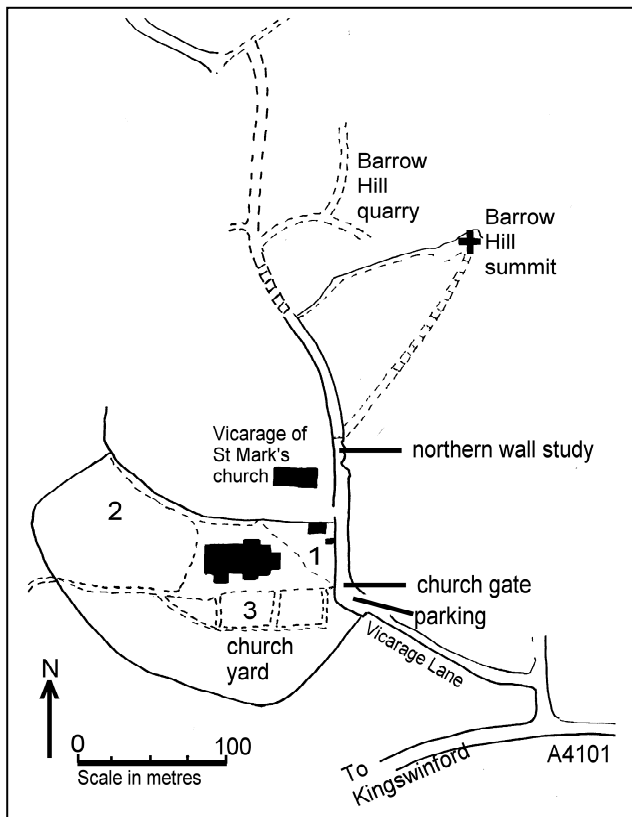 Barrow
Hill
quarry
Barrow
Hill
summit
Vicarage of
St Mark's
church
northern wall study
2
1
church gate
parking
3
church
yard
Vicarage Lane
N
0 100
Scale in metres
To
Kingswinford
A4101